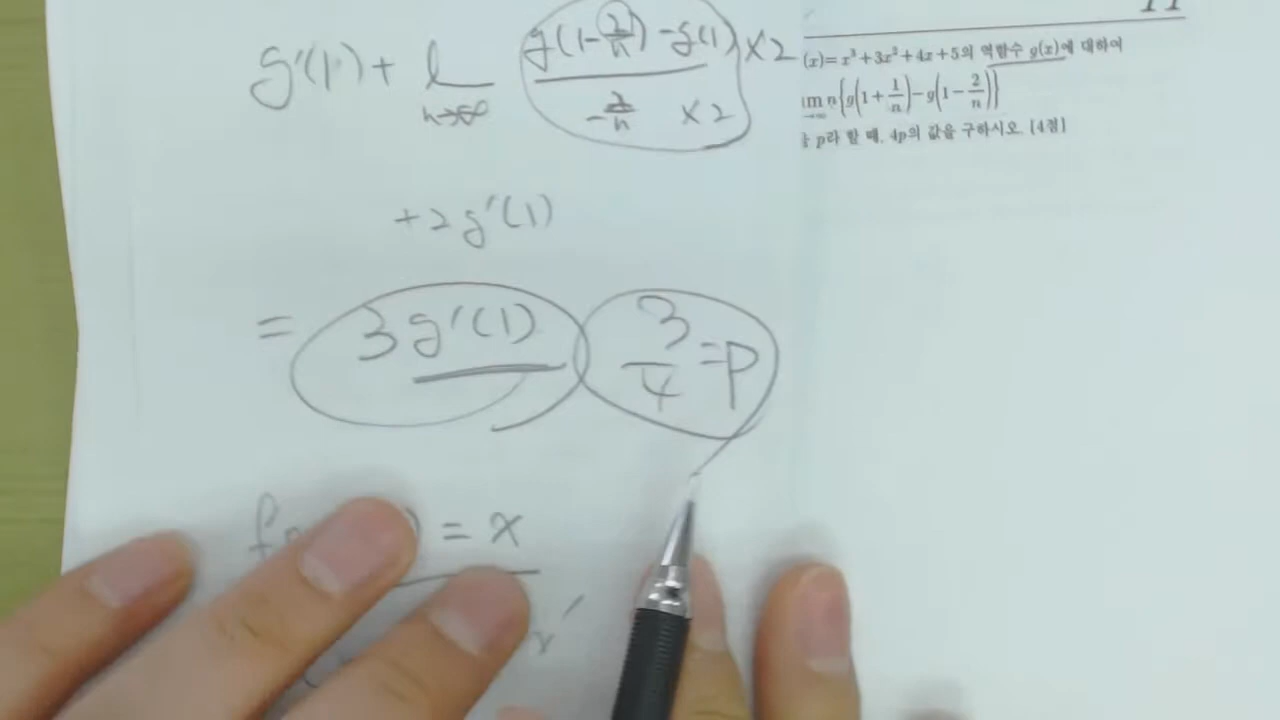 g'(1) + l
n→∞
g(1-2/n) - g(1)
-2/n ×2
×2
+2g'(1)
= 3g'(1) 3/4 = p
= x
11
(x)=x³+3x²+4x+5의 역함수 g(x)에 대하여
im n{g(1+1/n)-g(1-2/n)}
p라 할 때, 4p의 값을 구하시오. [4점]